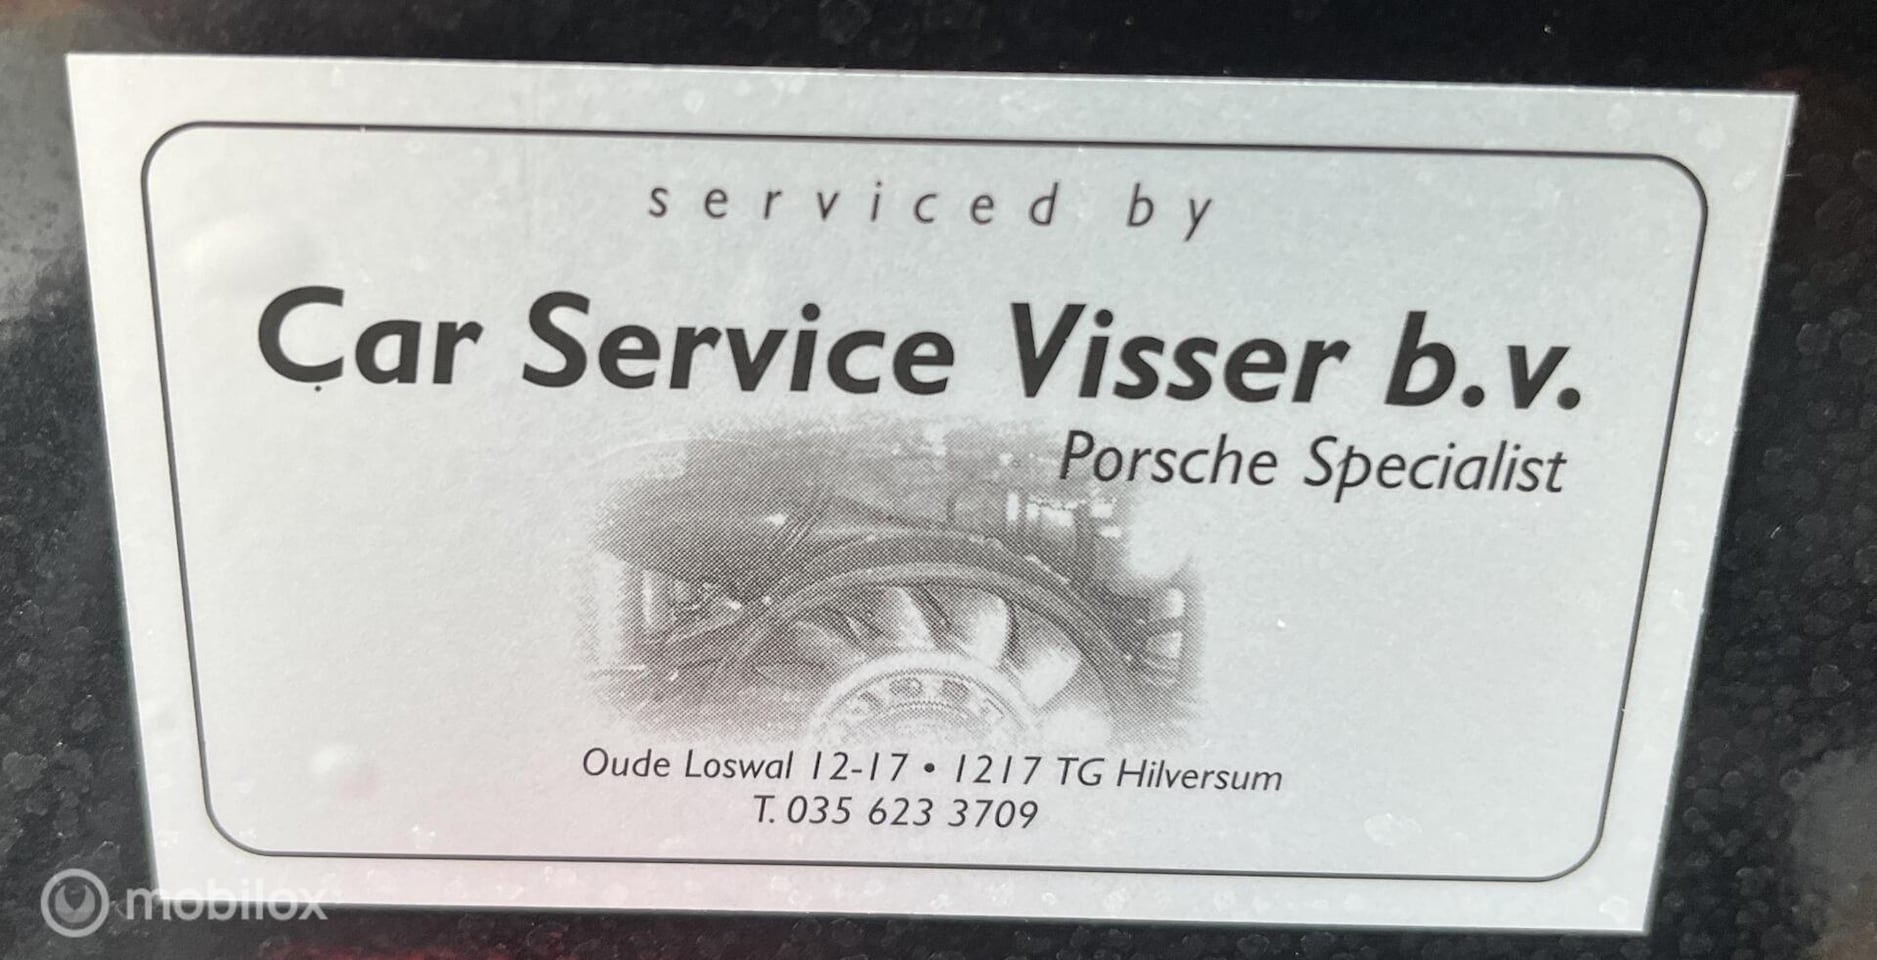 serviced by
Car Service Visser b.v.
Porsche Specialist
Oude Loswal 12-17 • 1217 TG Hilversum
T. 035 623 3709
mobilox